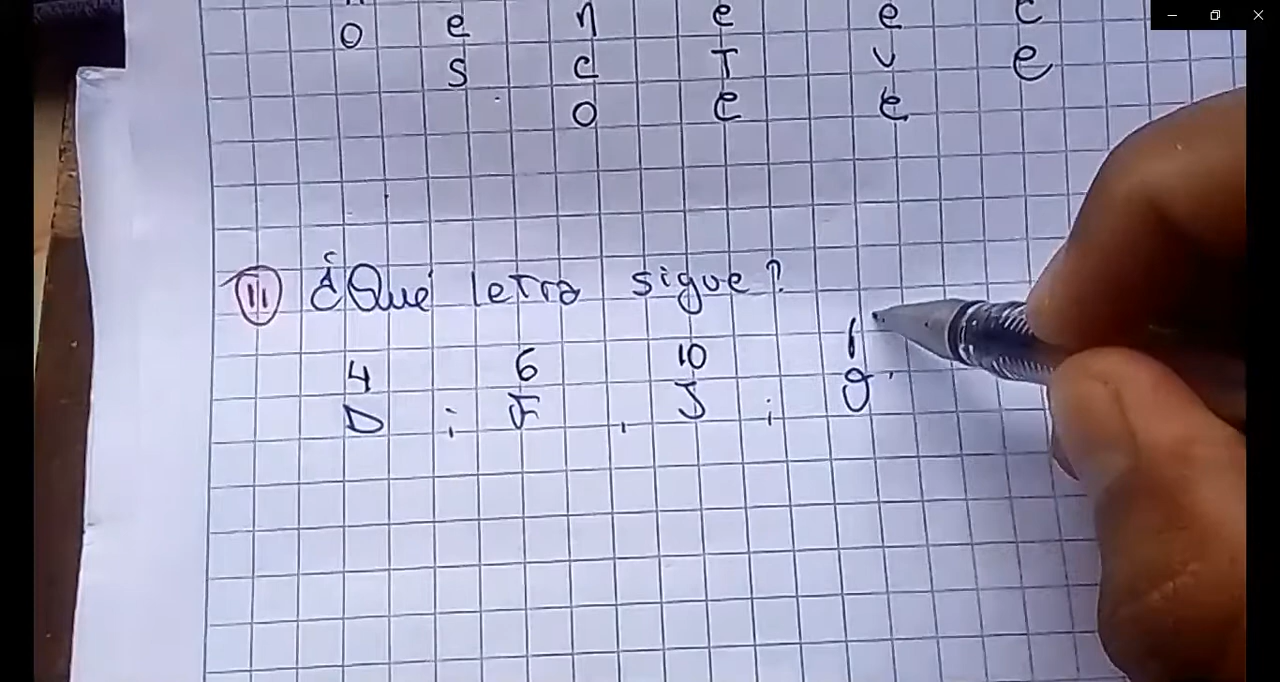 o e n e e c
s c T v e
o e e
11 ¿Qué letra sigue?
4 6 10 1
D ; F , J ; O